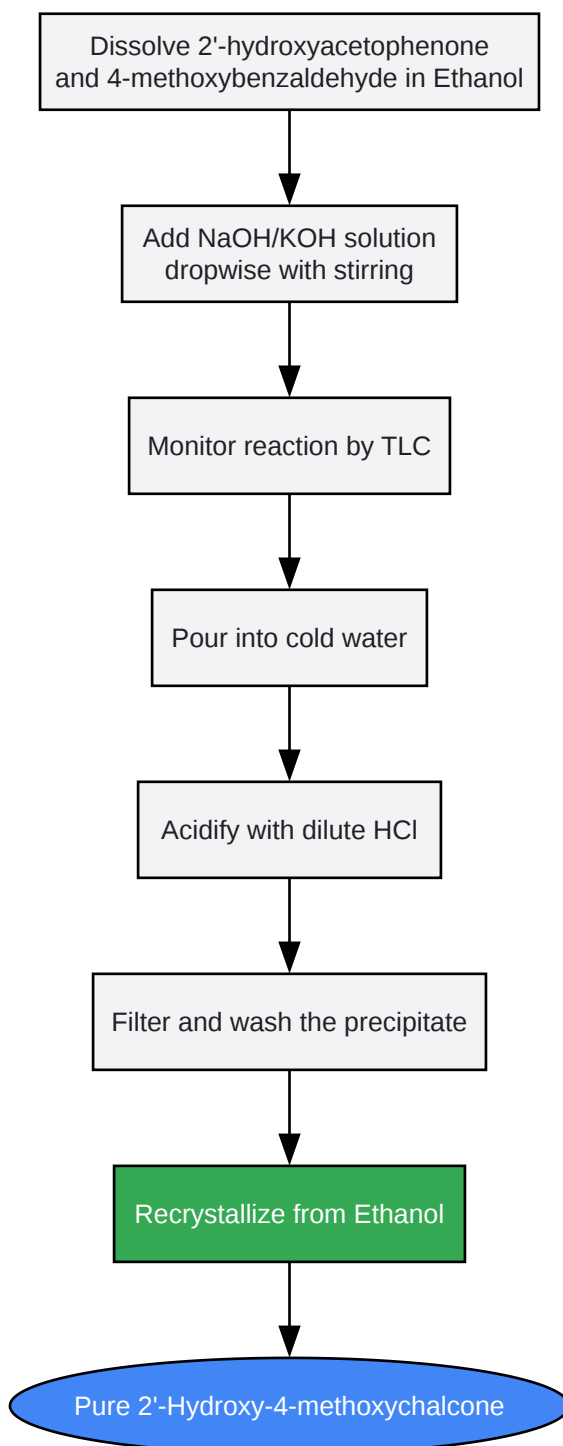 Dissolve 2'-hydroxyacetophenone
and 4-methoxybenzaldehyde in Ethanol
Add NaOH/KOH solution
dropwise with stirring
Monitor reaction by TLC
Pour into cold water
Acidify with dilute HCl
Filter and wash the precipitate
Recrystallize from Ethanol
Pure 2'-Hydroxy-4-methoxychalcone